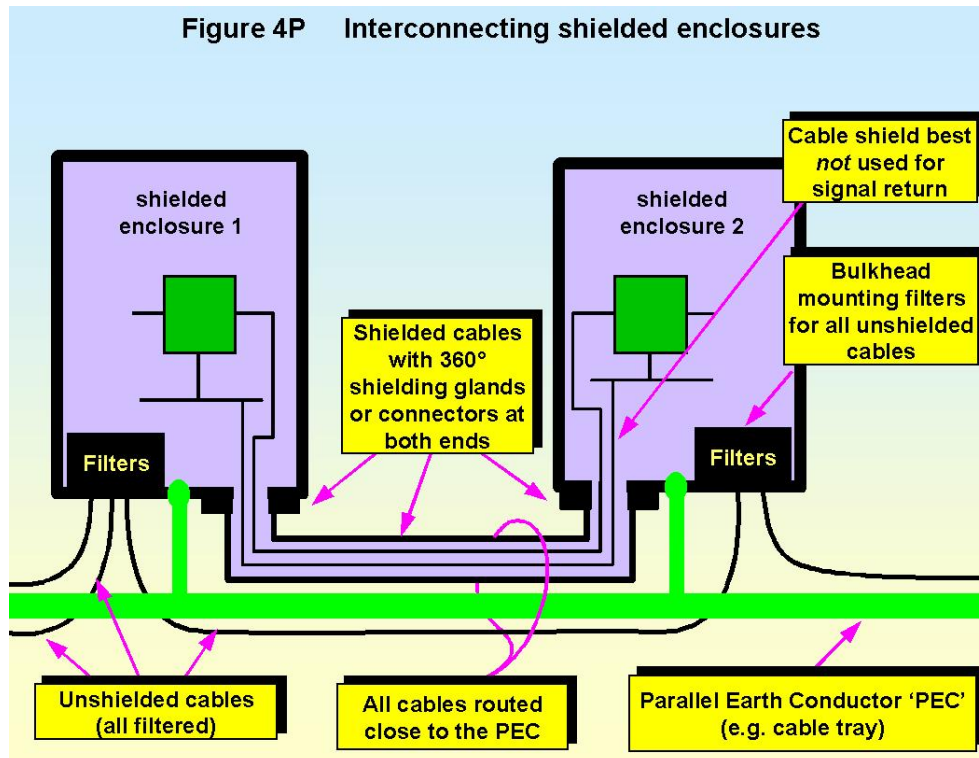 Figure 4P Interconnecting shielded enclosures
Cable shield best
not used for
signal return
shielded
enclosure 1
shielded
enclosure 2
Bulkhead
mounting filters
for all unshielded
cables
Shielded cables
with 360°
shielding glands
or connectors at
both ends
Filters
Filters
Unshielded cables
(all filtered)
All cables routed
close to the PEC
Parallel Earth Conductor ‘PEC’
(e.g. cable tray)